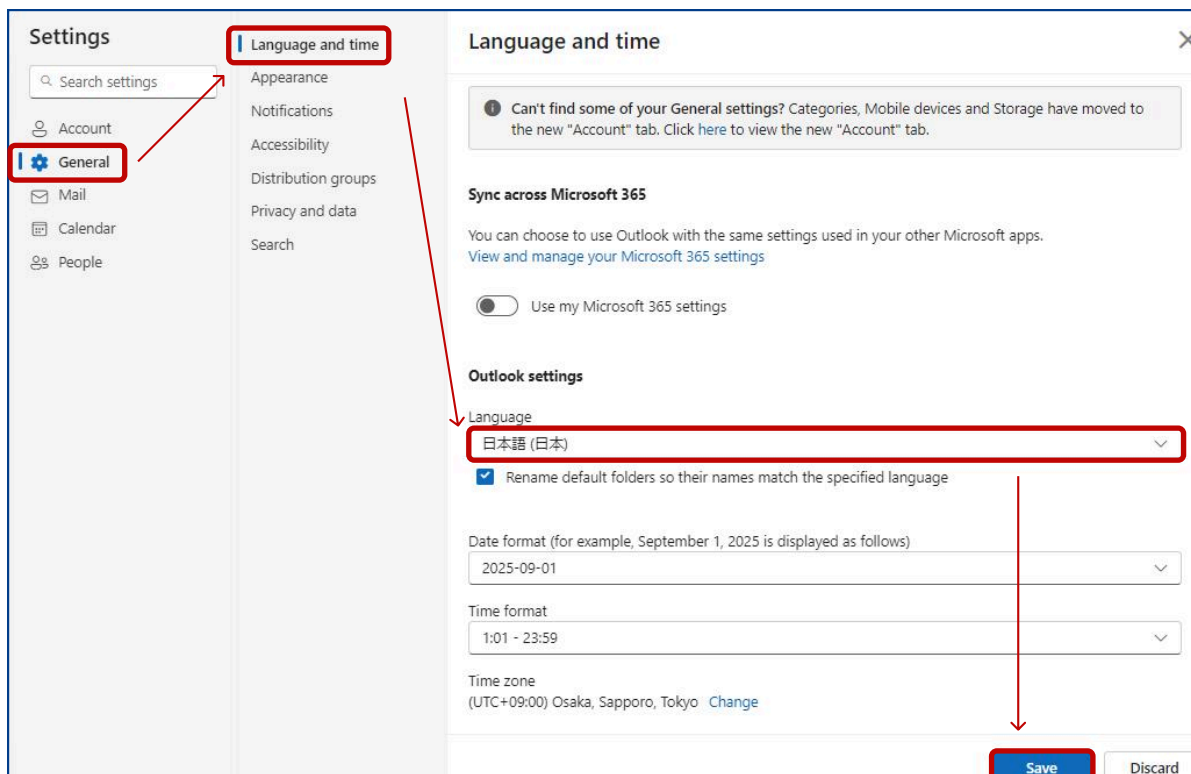 Settings
Search settings
Account
General
Mail
Calendar
People
Language and time
Appearance
Notifications
Accessibility
Distribution groups
Privacy and data
Search
Language and time
Can't find some of your General settings? Categories, Mobile devices and Storage have moved to
the new "Account" tab. Click here to view the new "Account" tab.
Sync across Microsoft 365
You can choose to use Outlook with the same settings used in your other Microsoft apps.
View and manage your Microsoft 365 settings
Use my Microsoft 365 settings
Outlook settings
Language
日本語 (日本)
Rename default folders so their names match the specified language
Date format (for example, September 1, 2025 is displayed as follows)
2025-09-01
Time format
1:01 - 23:59
Time zone
(UTC+09:00) Osaka, Sapporo, Tokyo Change
Save Discard